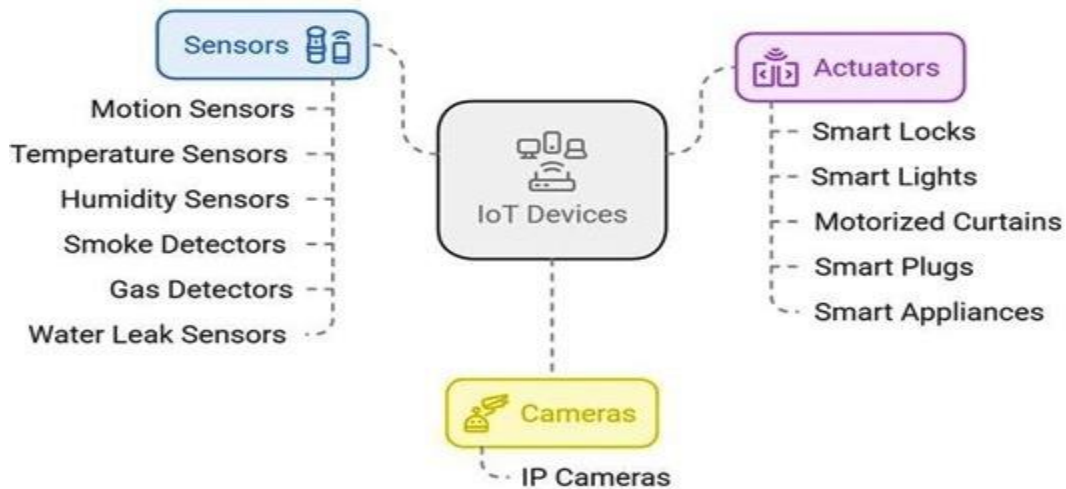 Sensors
Motion Sensors
Temperature Sensors
Humidity Sensors
Smoke Detectors
Gas Detectors
Water Leak Sensors
IoT Devices
Actuators
Smart Locks
Smart Lights
Motorized Curtains
Smart Plugs
Smart Appliances
Cameras
IP Cameras